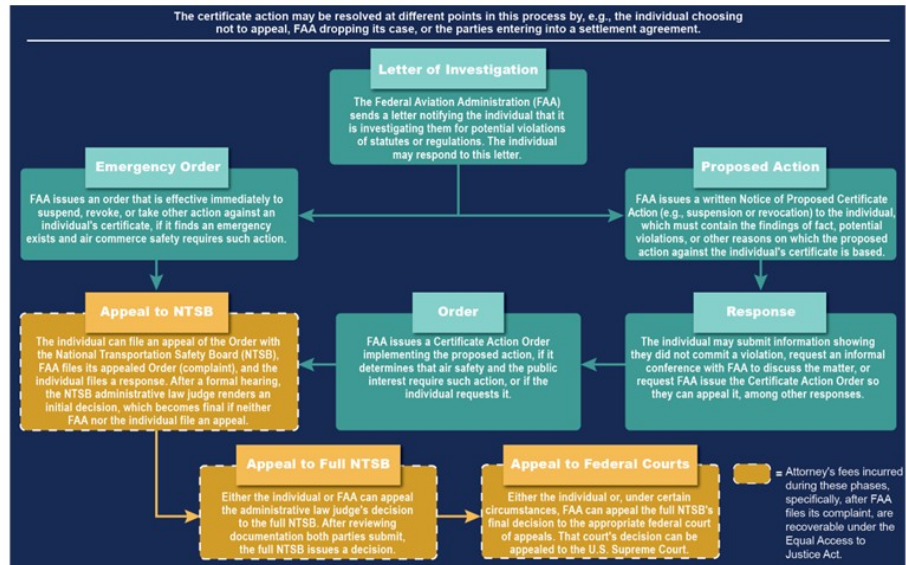 The certificate action may be resolved at different points in this process by, e.g., the individual choosing
not to appeal, FAA dropping its case, or the parties entering into a settlement agreement.
Letter of Investigation
The Federal Aviation Administration (FAA)
sends a letter notifying the individual that it
is investigating them for potential violations
of statutes or regulations. The individual
may respond to this letter.
Emergency Order
FAA issues an order that is effective immediately to
suspend, revoke, or take other action against an
individual's certificate, if it finds an emergency
exists and air commerce safety requires such action.
Proposed Action
FAA issues a written Notice of Proposed Certificate
Action (e.g., suspension or revocation) to the individual,
which must contain the findings of fact, potential
violations, or other reasons on which the proposed
action against the individual's certificate is based.
Appeal to NTSB
The individual can file an appeal of the Order with
the National Transportation Safety Board (NTSB),
FAA files its appealed Order (complaint), and the
individual files a response. After a formal hearing,
the NTSB administrative law judge renders an
initial decision, which becomes final if neither
FAA nor the individual file an appeal.
Order
FAA issues a Certificate Action Order
implementing the proposed action, if it
determines that air safety and the public
interest require such action, or if the
individual requests it.
Response
The individual may submit information showing
they did not commit a violation, request an informal
conference with FAA to discuss the matter, or
request FAA issue the Certificate Action Order so
they can appeal it, among other responses.
Appeal to Full NTSB
Either the individual or FAA can appeal
the administrative law judge's decision
to the full NTSB. After reviewing
documentation both parties submit,
the full NTSB issues a decision.
Appeal to Federal Courts
Either the individual or, under certain
circumstances, FAA can appeal the full NTSB's
final decision to the appropriate federal court
of appeals. That court's decision can be
appealed to the U.S. Supreme Court.
= Attorney's fees incurred
during these phases,
specifically, after FAA
files its complaint, are
recoverable under the
Equal Access to
Justice Act.